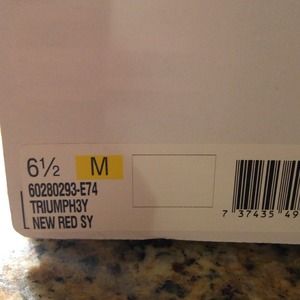 6½ M
60280293-E74
TRIUMPH3Y
NEW RED SY
7 37435 49